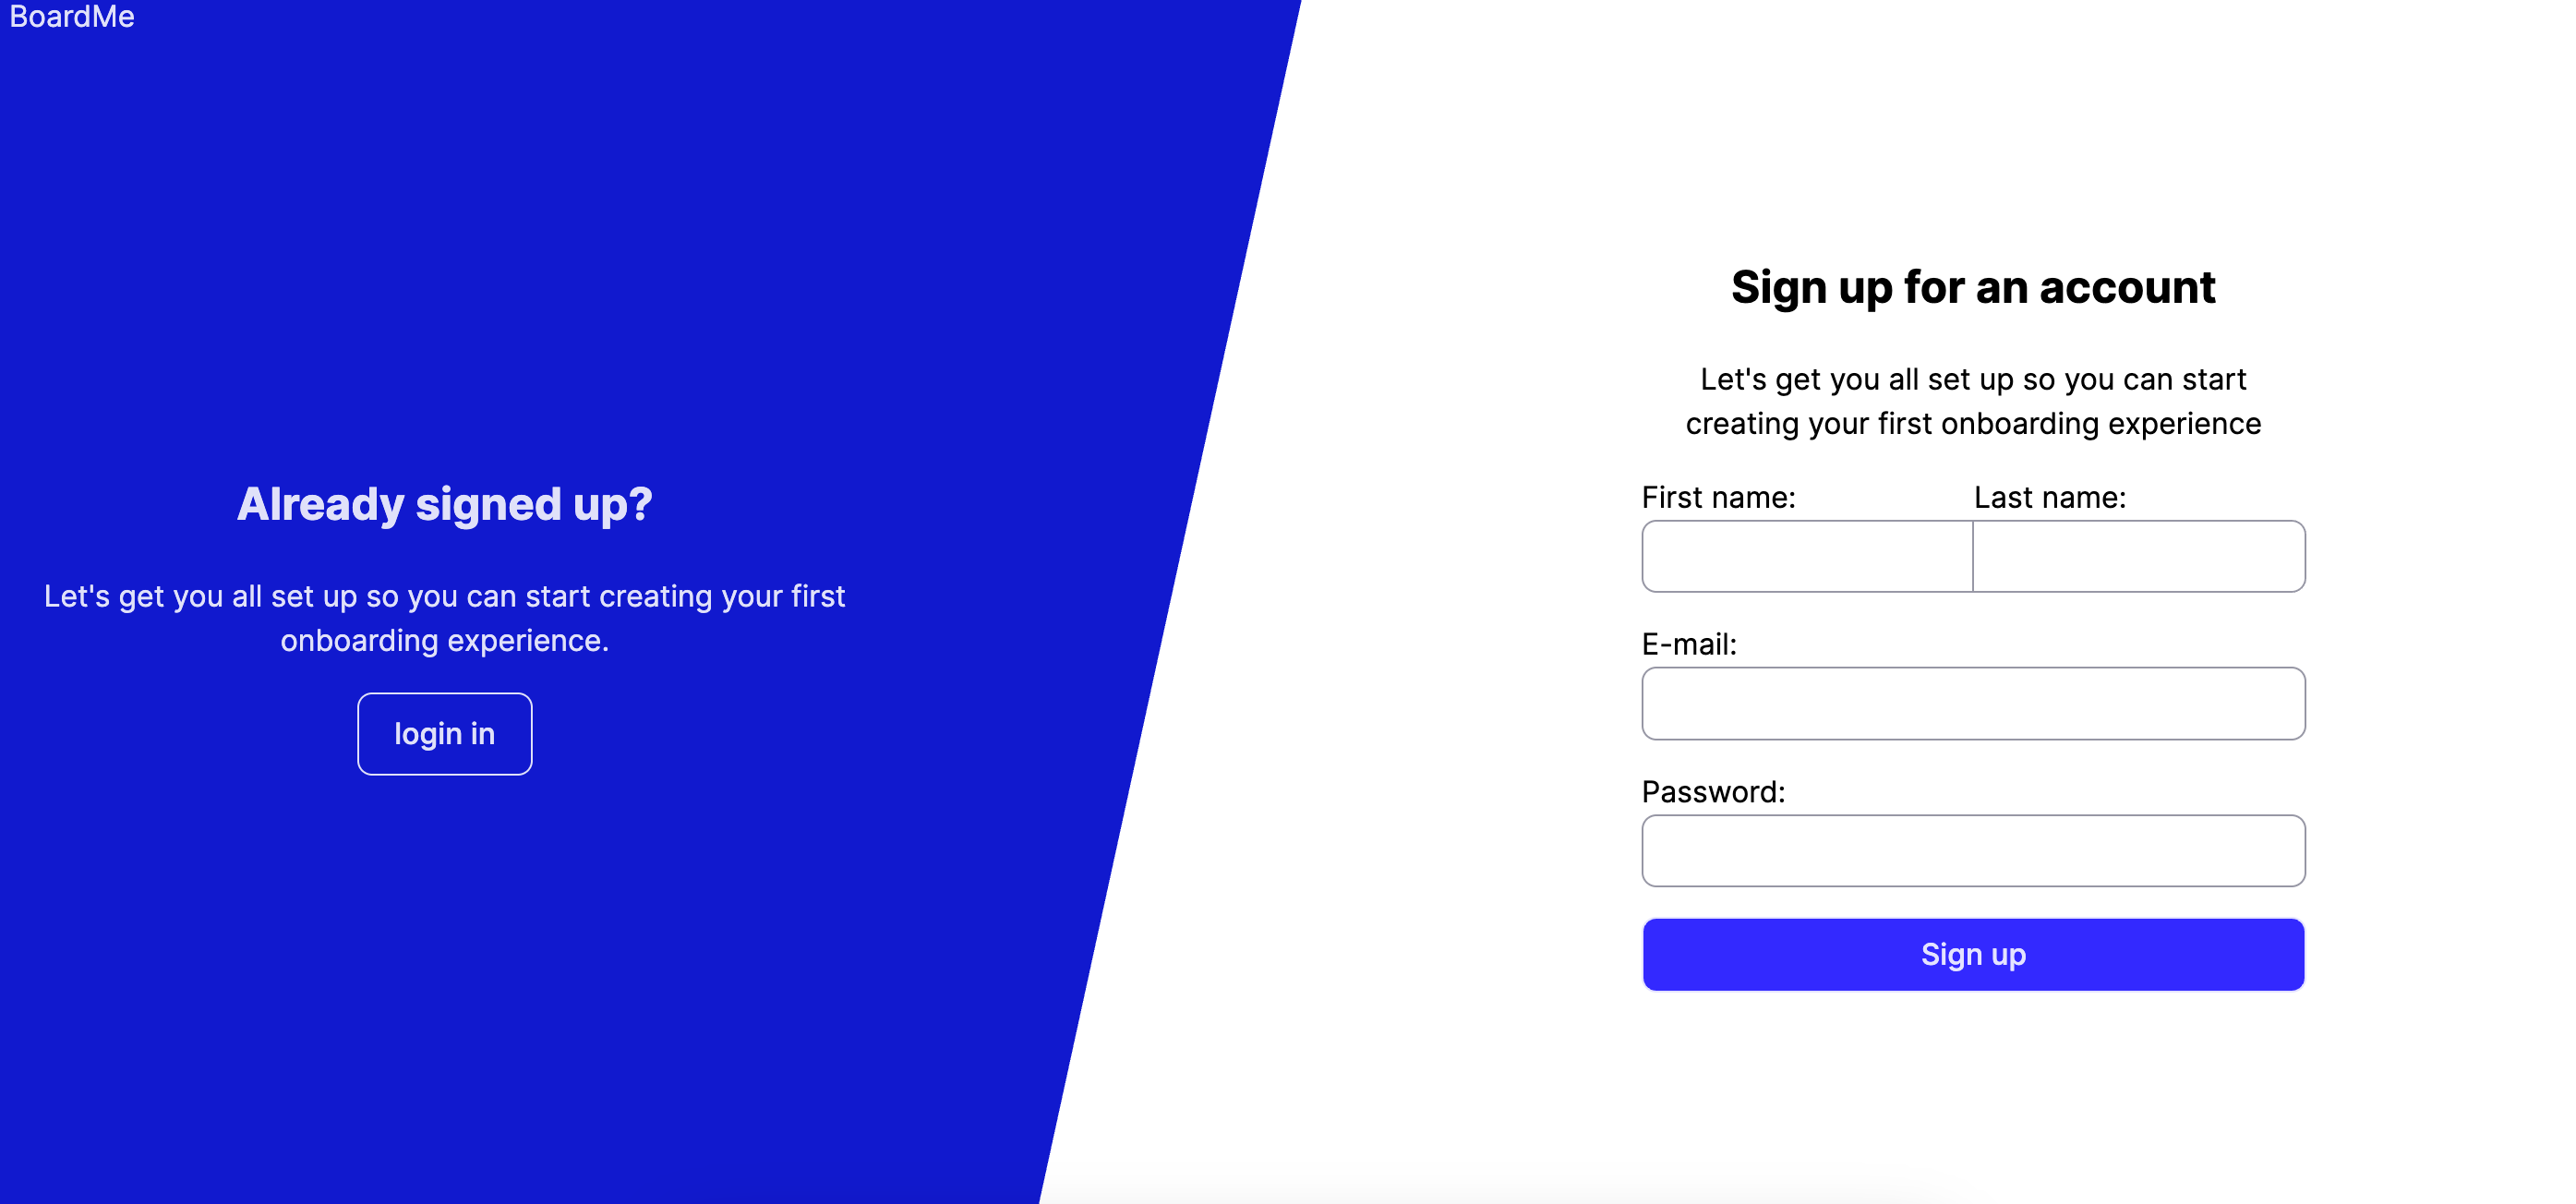 BoardMe
Already signed up?
Let's get you all set up so you can start creating your first
onboarding experience.
login in
Sign up for an account
Let's get you all set up so you can start
creating your first onboarding experience
First name: Last name:
E-mail:
Password:
Sign up